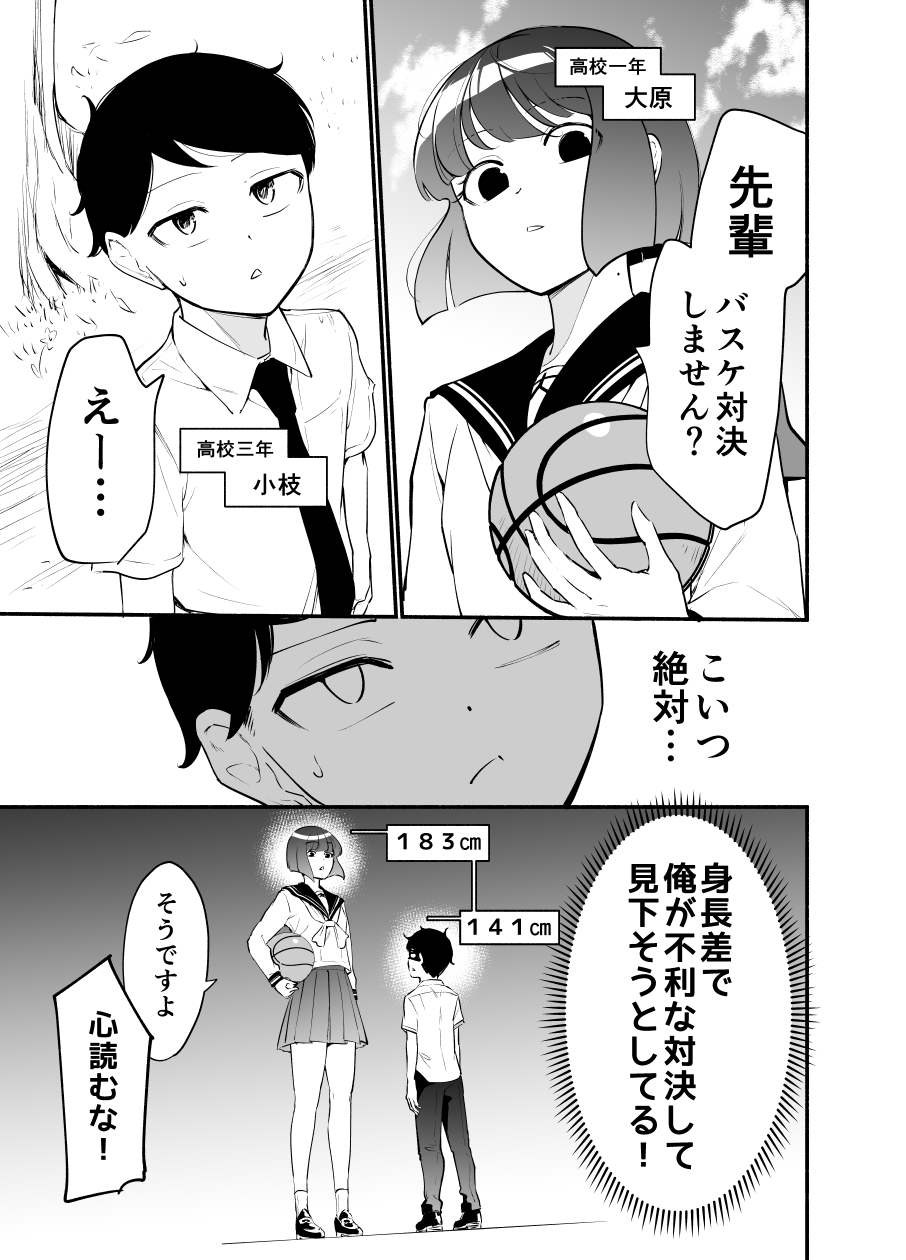 高校一年
大原
先輩
バスケ対決
しません？
高校三年
小枝
えー…
こいつ
絶対…
身長差で
俺が不利な対決して
見下そうとしてる！
183㎝
141㎝
そうですよ
心読むな！